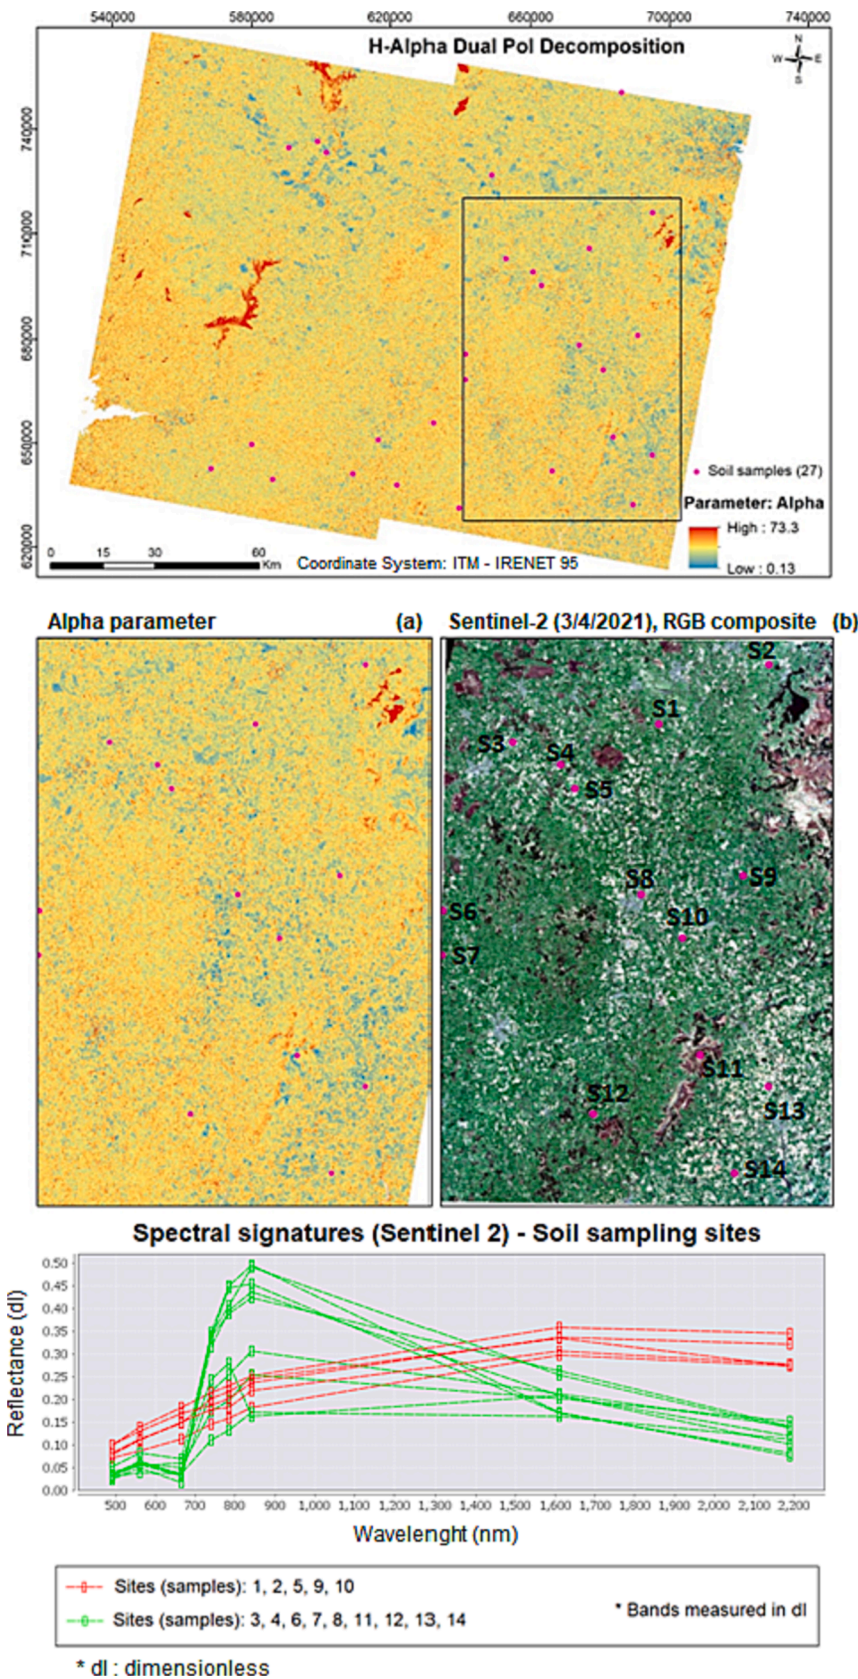 540000 580000 620000 660000 700000 740000
H-Alpha Dual Pol Decomposition
N
W E
S
740000
710000
680000
650000
620000
Soil samples (27)
Parameter: Alpha
High : 73.3
Low : 0.13
0 15 30 60
Km
Coordinate System: ITM - IRENET 95
Alpha parameter (a)
Sentinel-2 (3/4/2021), RGB composite (b)
S2
S1
S3
S4
S5
S8
S9
S6
S10
S7
S11
S12
S13
S14
Spectral signatures (Sentinel 2) - Soil sampling sites
Reflectance (dl)
0.50
0.45
0.40
0.35
0.30
0.25
0.20
0.15
0.10
0.05
0.00
500 600 700 800 900 1,000 1,100 1,200 1,300 1,400 1,500 1,600 1,700 1,800 1,900 2,000 2,100 2,200
Wavelenght (nm)
Sites (samples): 1, 2, 5, 9, 10
Sites (samples): 3, 4, 6, 7, 8, 11, 12, 13, 14
* Bands measured in dl
* dl : dimensionless